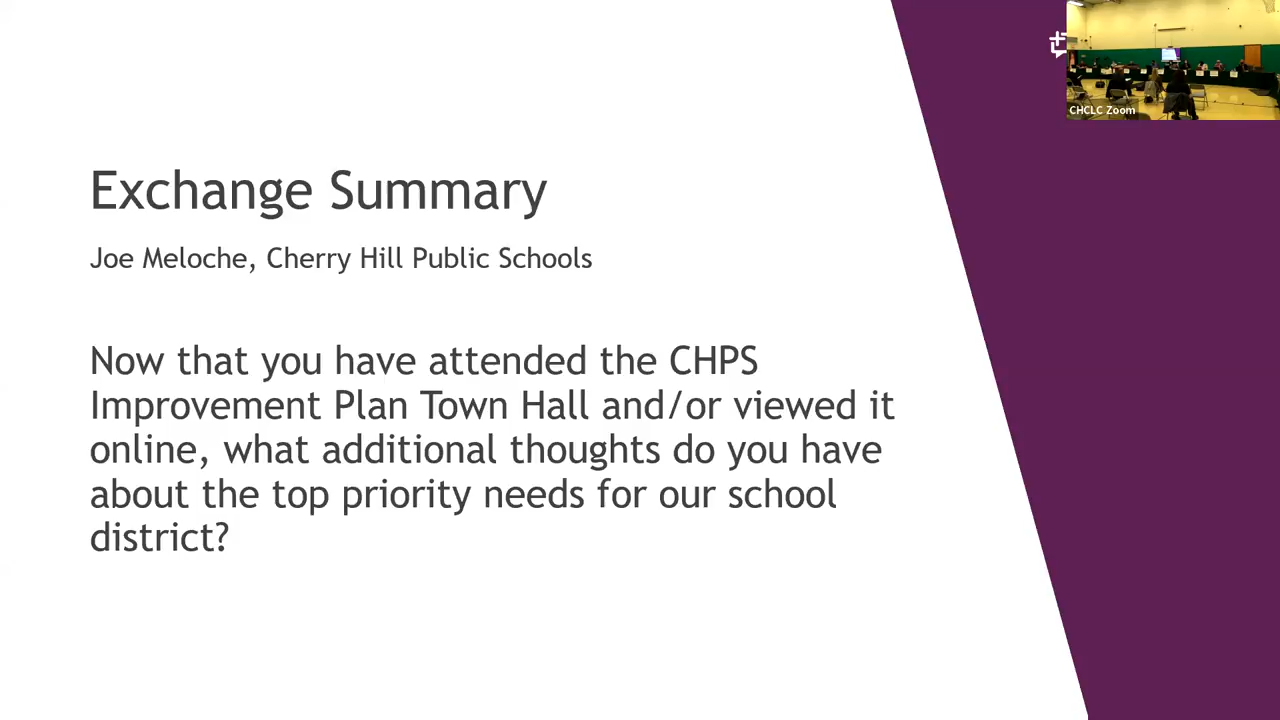 Exchange Summary
Joe Meloche, Cherry Hill Public Schools
Now that you have attended the CHPS
Improvement Plan Town Hall and/or viewed it
online, what additional thoughts do you have
about the top priority needs for our school
district?
CHCLC Zoom